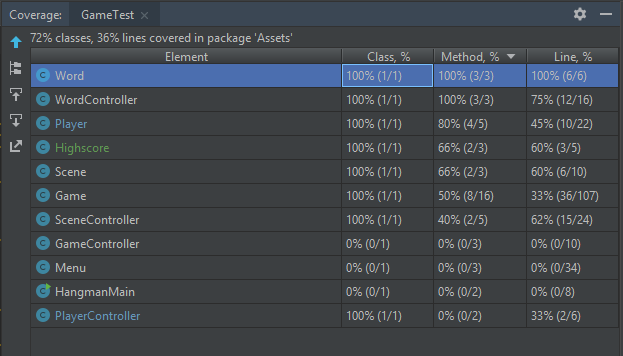 Coverage: GameTest
72% classes, 36% lines covered in package 'Assets'
Element Class, % Method, % Line, %
Word 100% (1/1) 100% (3/3) 100% (6/6)
WordController 100% (1/1) 100% (3/3) 75% (12/16)
Player 100% (1/1) 80% (4/5) 45% (10/22)
Highscore 100% (1/1) 66% (2/3) 60% (3/5)
Scene 100% (1/1) 66% (2/3) 60% (6/10)
Game 100% (1/1) 50% (8/16) 33% (36/107)
SceneController 100% (1/1) 40% (2/5) 62% (15/24)
GameController 0% (0/1) 0% (0/3) 0% (0/10)
Menu 0% (0/1) 0% (0/3) 0% (0/34)
HangmanMain 0% (0/1) 0% (0/2) 0% (0/8)
PlayerController 100% (1/1) 0% (0/2) 33% (2/6)